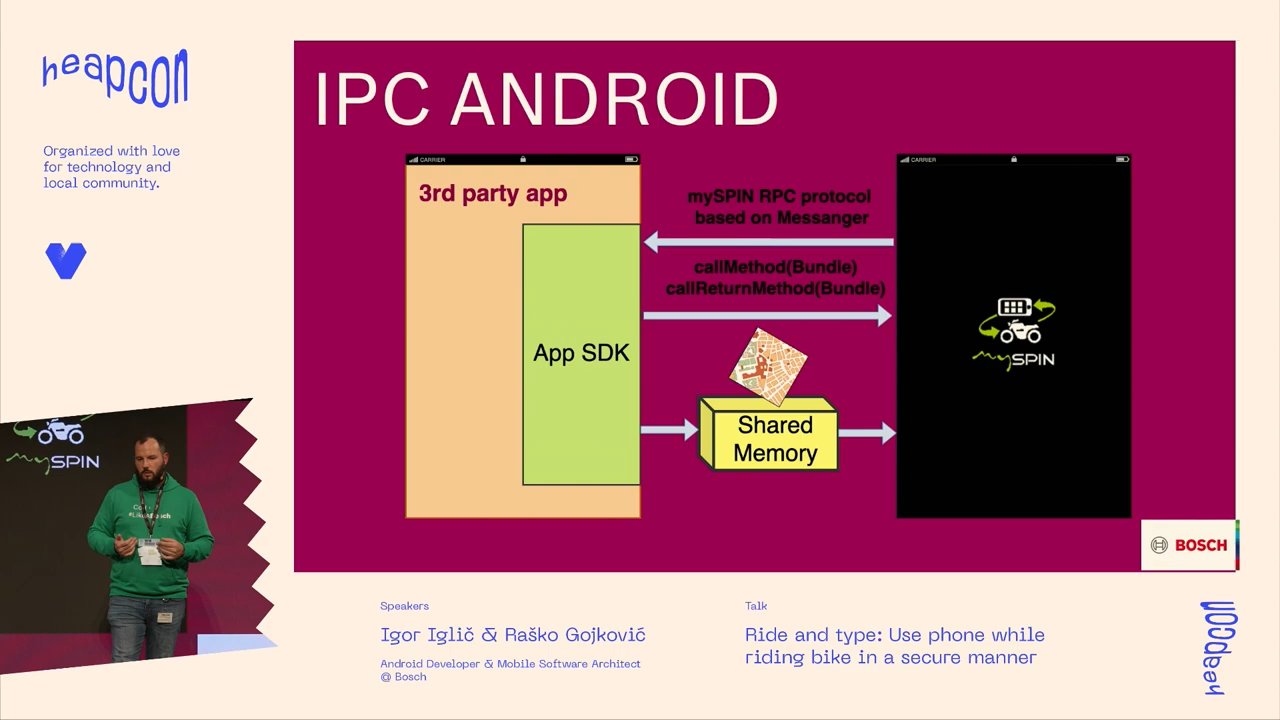 heapcon
Organized with love
for technology and
local community.
IPC ANDROID
CARRIER
3rd party app
App SDK
mySPIN RPC protocol
based on Messanger
callMethod(Bundle)
callReturnMethod(Bundle)
Shared
Memory
CARRIER
mySPIN
BOSCH
mySPIN
Speakers
Igor Iglič & Raško Gojković
Android Developer & Mobile Software Architect
@ Bosch
Talk
Ride and type: Use phone while
riding bike in a secure manner
heapcon